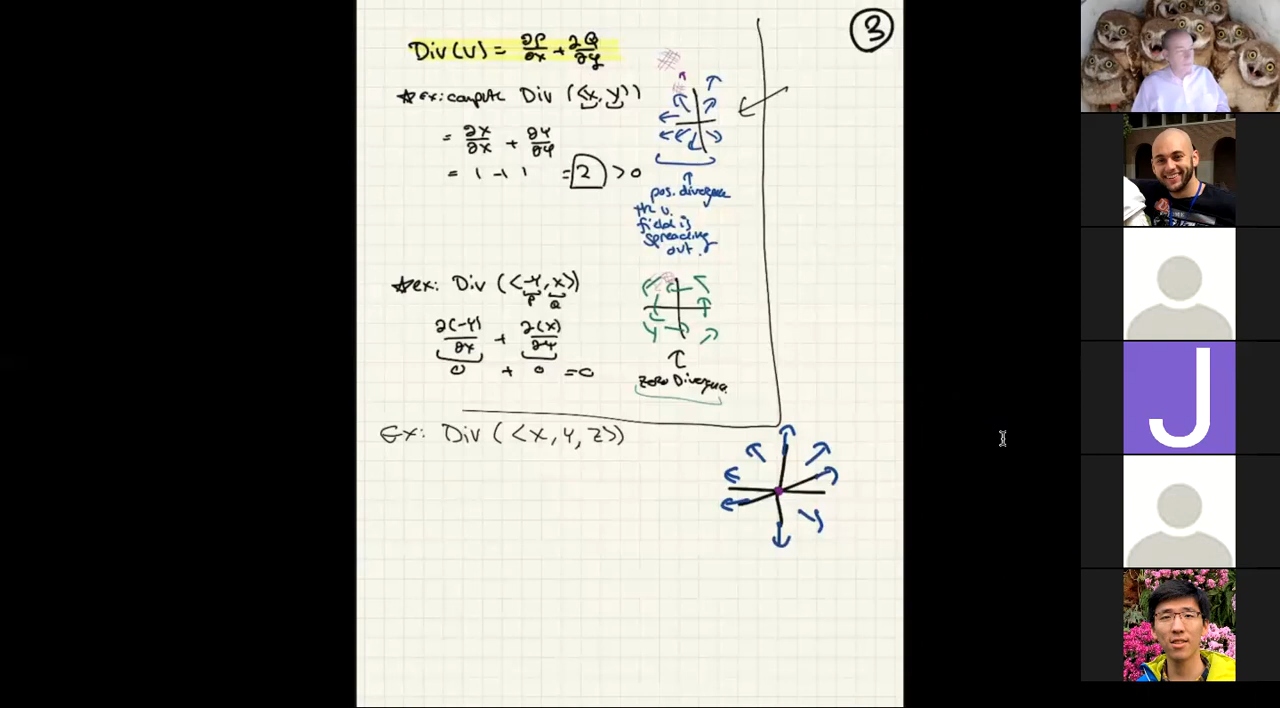 3
Div(v) = ∂P/∂x + ∂Q/∂y
☆ex: compute Div (⟨x, y⟩)
= ∂x/∂x + ∂y/∂y
= 1 + 1 = 2 > 0
pos. divergence
the v.
field is
spreading
out.
☆ex: Div (⟨-y, x⟩)
P Q
∂(-y)/∂x + ∂(x)/∂y
0 + 0 = 0
zero Divergence
Ex: Div (⟨x, y, z⟩)
J